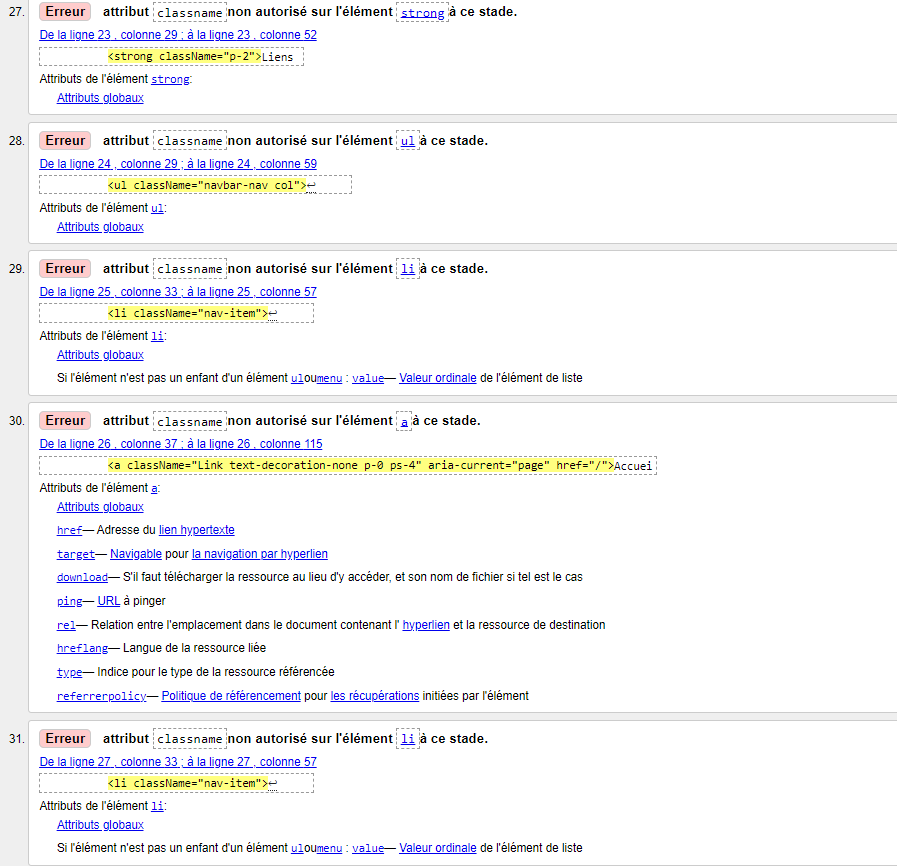 27. Erreur attribut classname non autorisé sur l'élément strong à ce stade.
De la ligne 23 , colonne 29 ; à la ligne 23 , colonne 52
<strong className="p-2">Liens
Attributs de l'élément strong:
Attributs globaux
28. Erreur attribut classname non autorisé sur l'élément ul à ce stade.
De la ligne 24 , colonne 29 ; à la ligne 24 , colonne 59
<ul className="navbar-nav col">↩
Attributs de l'élément ul:
Attributs globaux
29. Erreur attribut classname non autorisé sur l'élément li à ce stade.
De la ligne 25 , colonne 33 ; à la ligne 25 , colonne 57
<li className="nav-item">↩
Attributs de l'élément li:
Attributs globaux
Si l'élément n'est pas un enfant d'un élément uloumenu : value— Valeur ordinale de l'élément de liste
30. Erreur attribut classname non autorisé sur l'élément a à ce stade.
De la ligne 26 , colonne 37 ; à la ligne 26 , colonne 115
<a className="Link text-decoration-none p-0 ps-4" aria-current="page" href="/">Accuei
Attributs de l'élément a:
Attributs globaux
href— Adresse du lien hypertexte
target— Navigable pour la navigation par hyperlien
download— S'il faut télécharger la ressource au lieu d'y accéder, et son nom de fichier si tel est le cas
ping— URL à pinger
rel— Relation entre l'emplacement dans le document contenant l' hyperlien et la ressource de destination
hreflang— Langue de la ressource liée
type— Indice pour le type de la ressource référencée
referrerpolicy— Politique de référencement pour les récupérations initiées par l'élément
31. Erreur attribut classname non autorisé sur l'élément li à ce stade.
De la ligne 27 , colonne 33 ; à la ligne 27 , colonne 57
<li className="nav-item">↩
Attributs de l'élément li:
Attributs globaux
Si l'élément n'est pas un enfant d'un élément uloumenu : value— Valeur ordinale de l'élément de liste